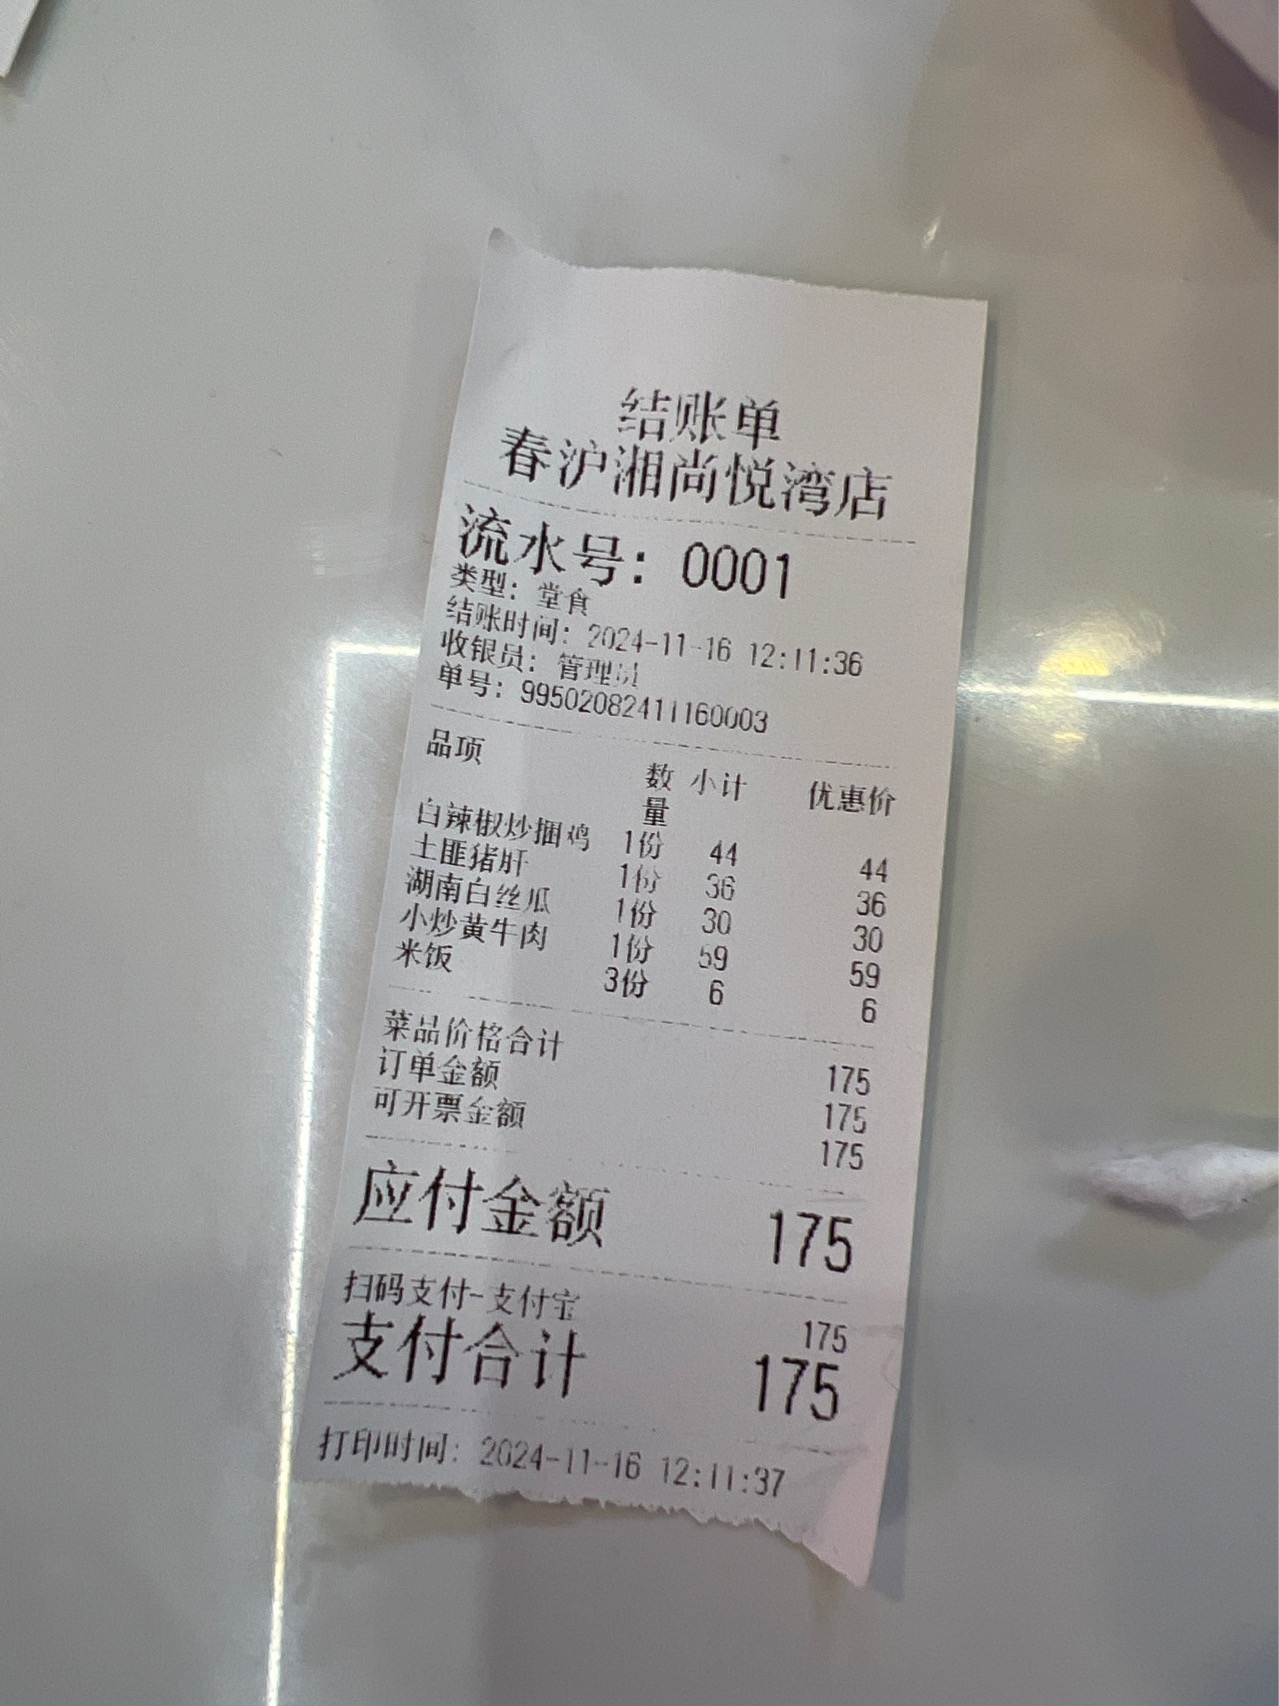 结账单
春沪湘尚悦湾店
流水号：0001
类型：堂食
结账时间：2024-11-16 12:11:36
收银员：管理员
单号：99502082411160003
品项 数量 小计 优惠价
白辣椒炒捆鸡 1份 44 44
土匪猪肝 1份 36 36
湖南白丝瓜 1份 30 30
小炒黄牛肉 1份 59 59
米饭 3份 6 6
菜品价格合计 175
订单金额 175
可开票金额 175
应付金额 175
扫码支付-支付宝 175
支付合计 175
打印时间：2024-11-16 12:11:37